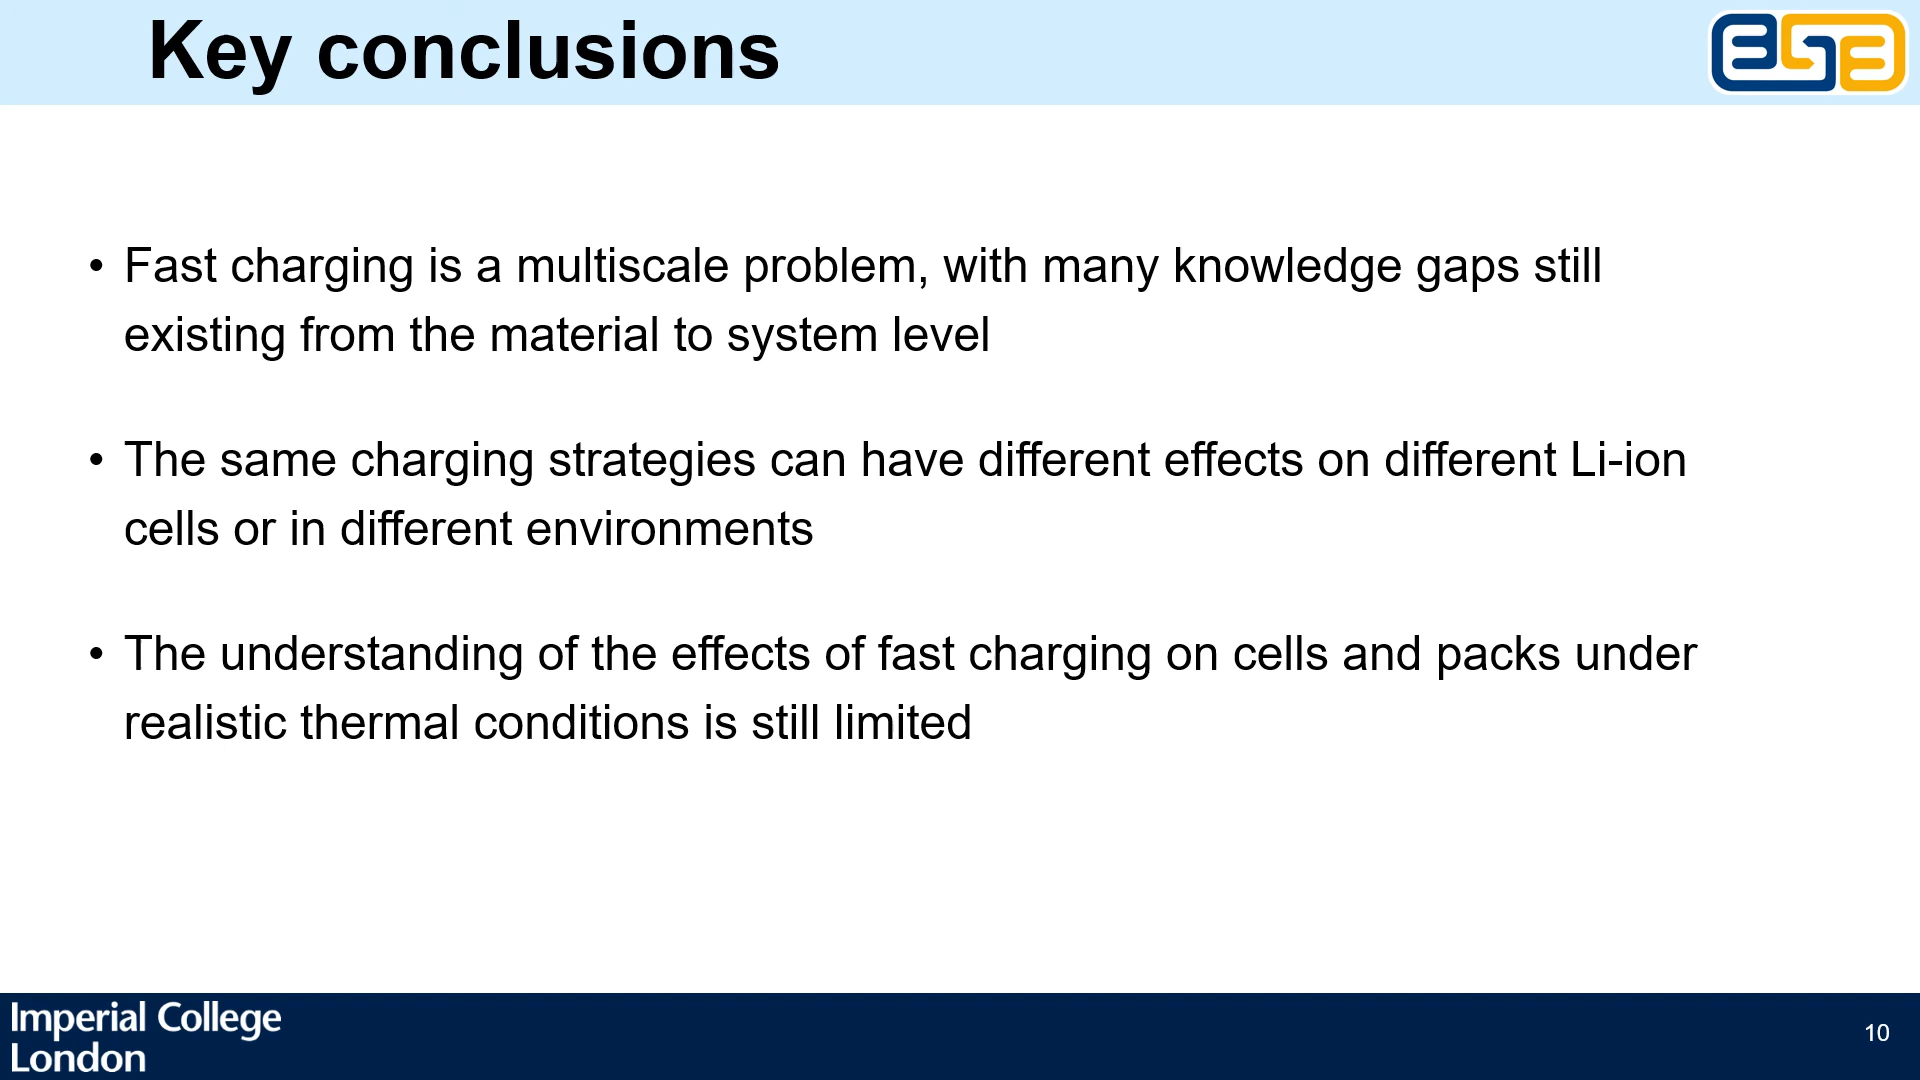 Key conclusions
• Fast charging is a multiscale problem, with many knowledge gaps still
existing from the material to system level
• The same charging strategies can have different effects on different Li-ion
cells or in different environments
• The understanding of the effects of fast charging on cells and packs under
realistic thermal conditions is still limited
Imperial College
London
10